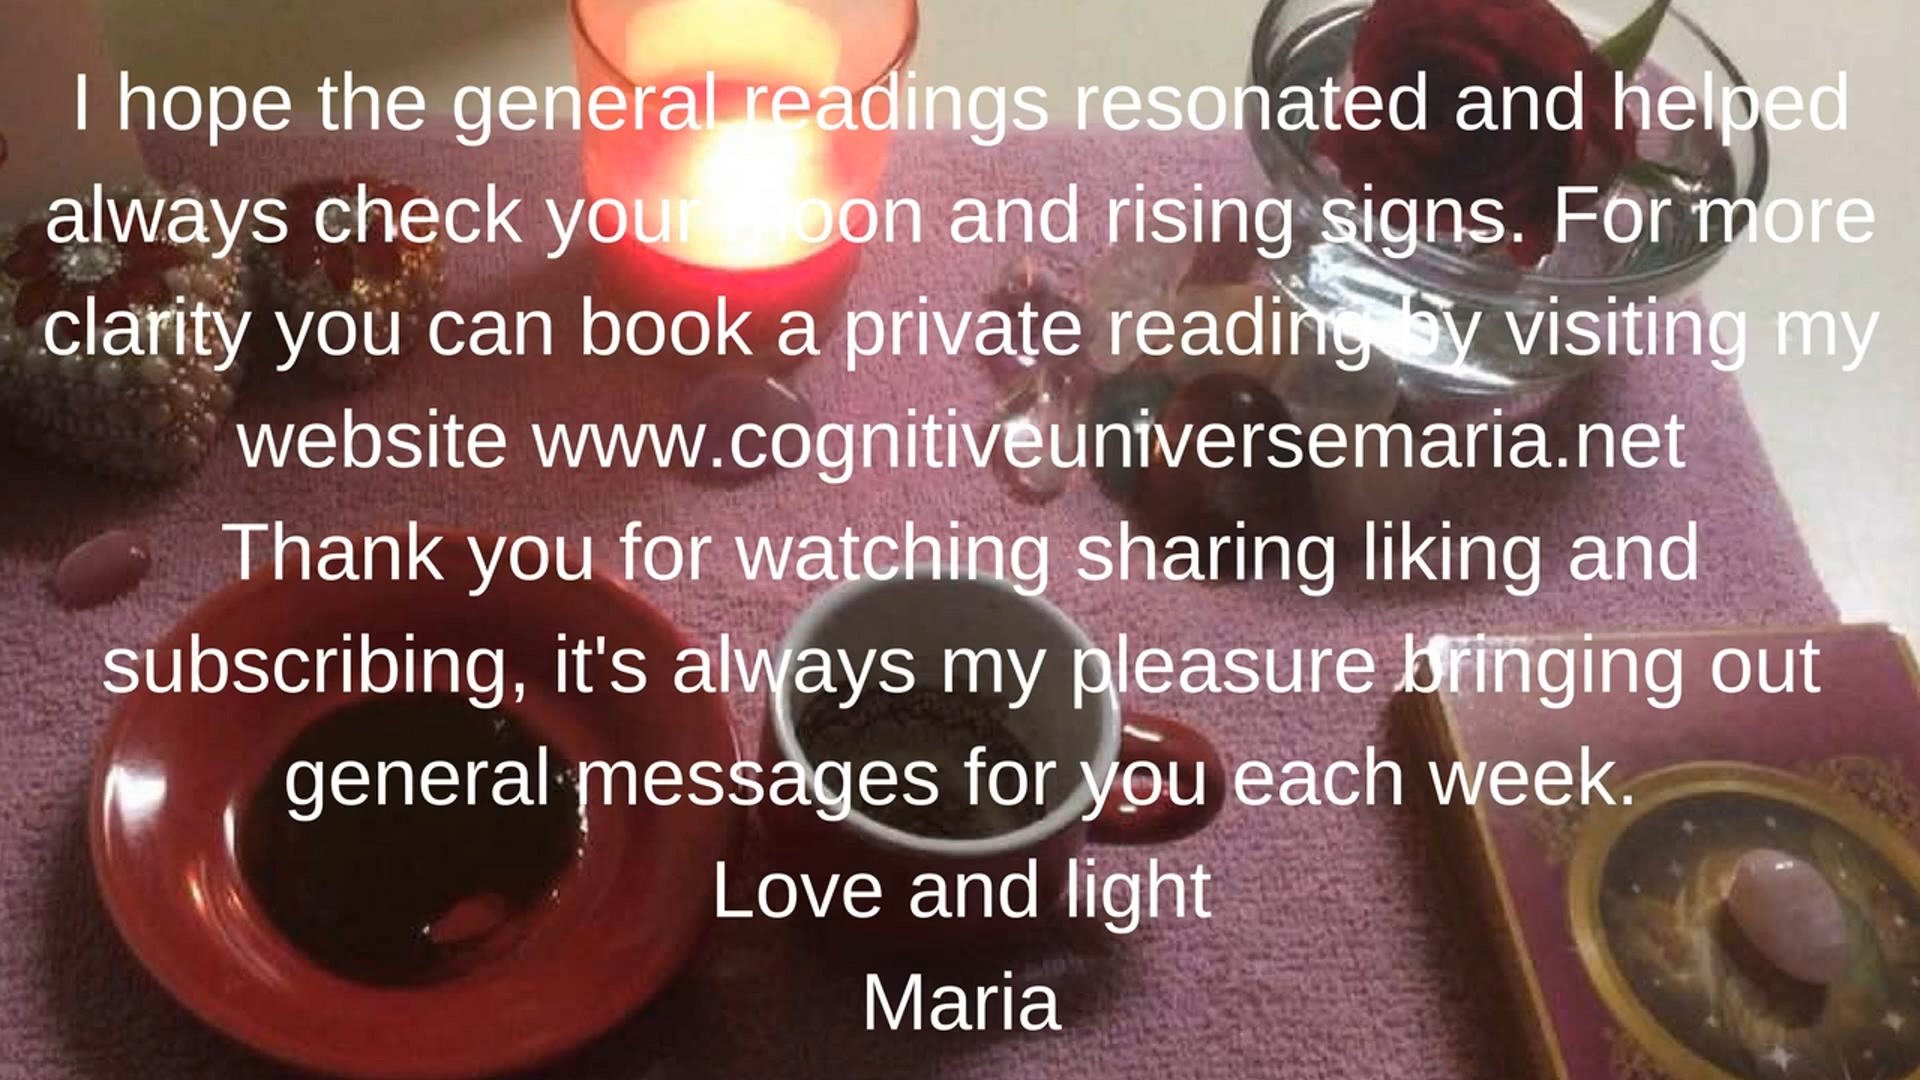 I hope the general readings resonated and helped
always check your moon and rising signs. For more
clarity you can book a private reading by visiting my
website www.cognitiveuniversemaria.net
Thank you for watching sharing liking and
subscribing, it's always my pleasure bringing out
general messages for you each week.
Love and light
Maria